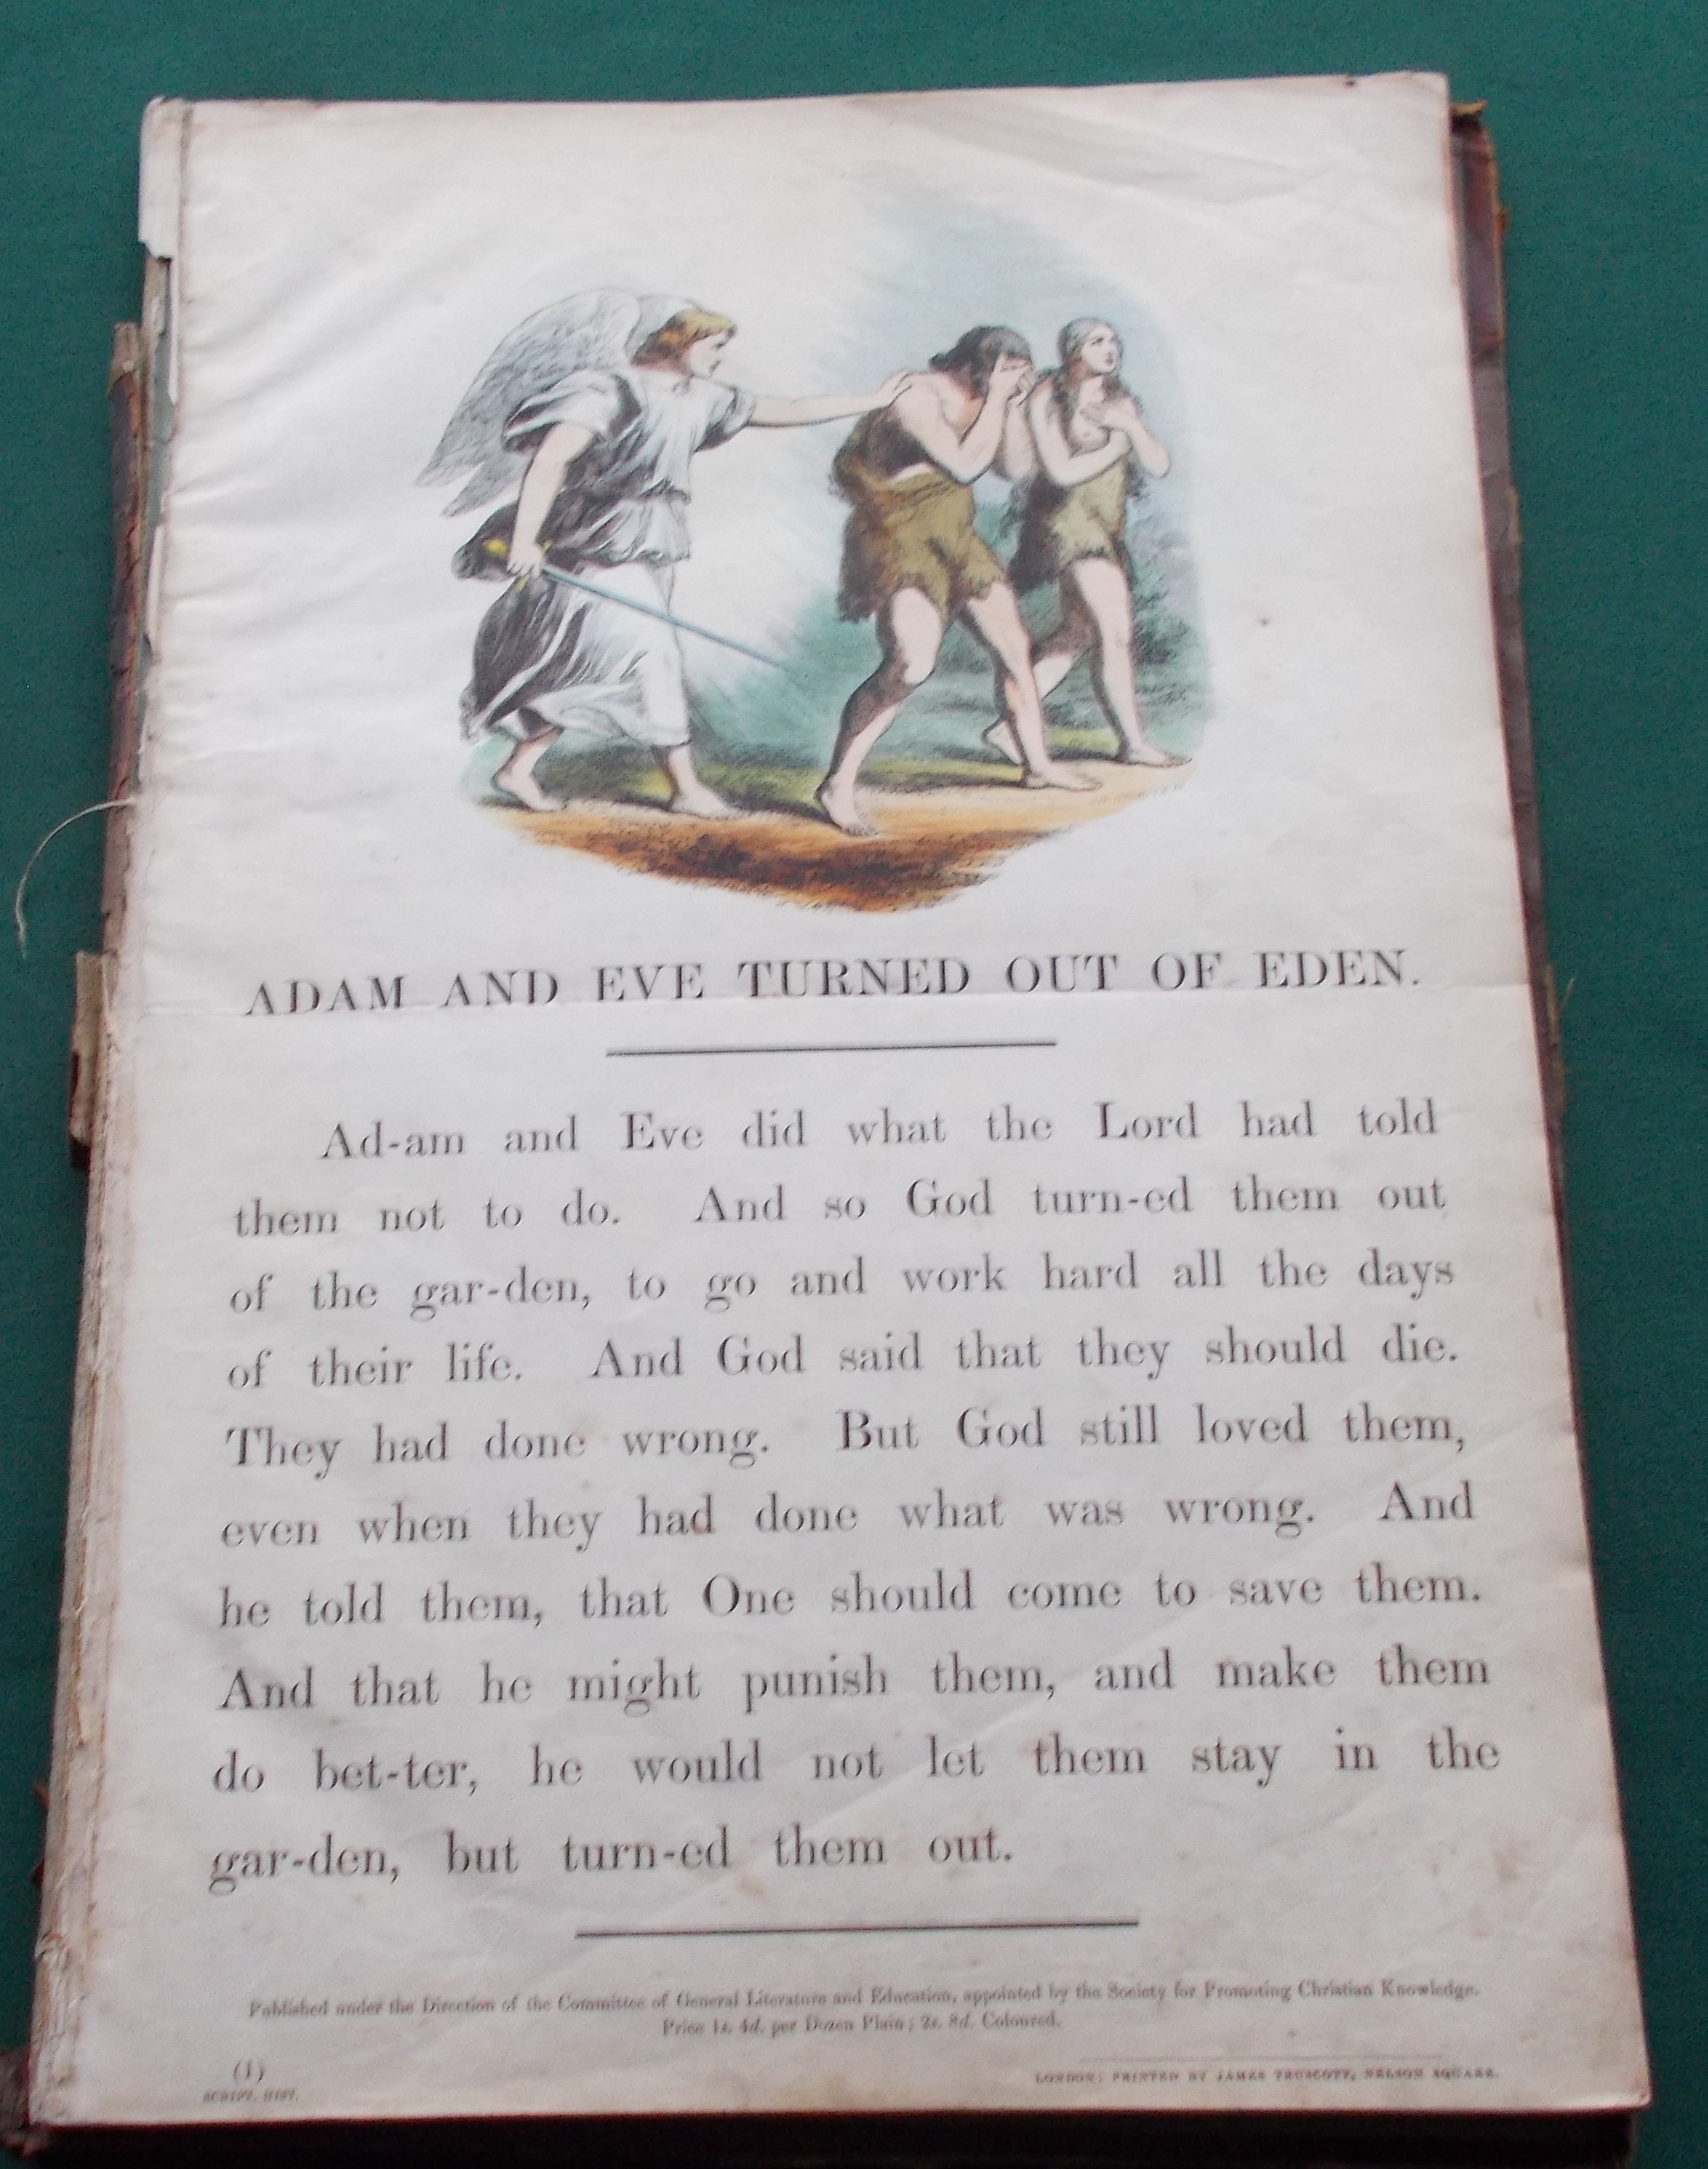 ADAM AND EVE TURNED OUT OF EDEN.
Ad-am and Eve did what the Lord had told
them not to do. And so God turn-ed them out
of the gar-den, to go and work hard all the days
of their life. And God said that they should die.
They had done wrong. But God still loved them,
even when they had done what was wrong. And
he told them, that One should come to save them.
And that he might punish them, and make them
do bet-ter, he would not let them stay in the
gar-den, but turn-ed them out.
Published under the Direction of the Committee of General Literature and Education, appointed by the Society for Promoting Christian Knowledge.
Price 1s. 4d. per Dozen Plain; 2s. 8d. Coloured.
(1)
SCRIPT. HIST.
LONDON: PRINTED BY JAMES TRUSCOTT, NELSON SQUARE.